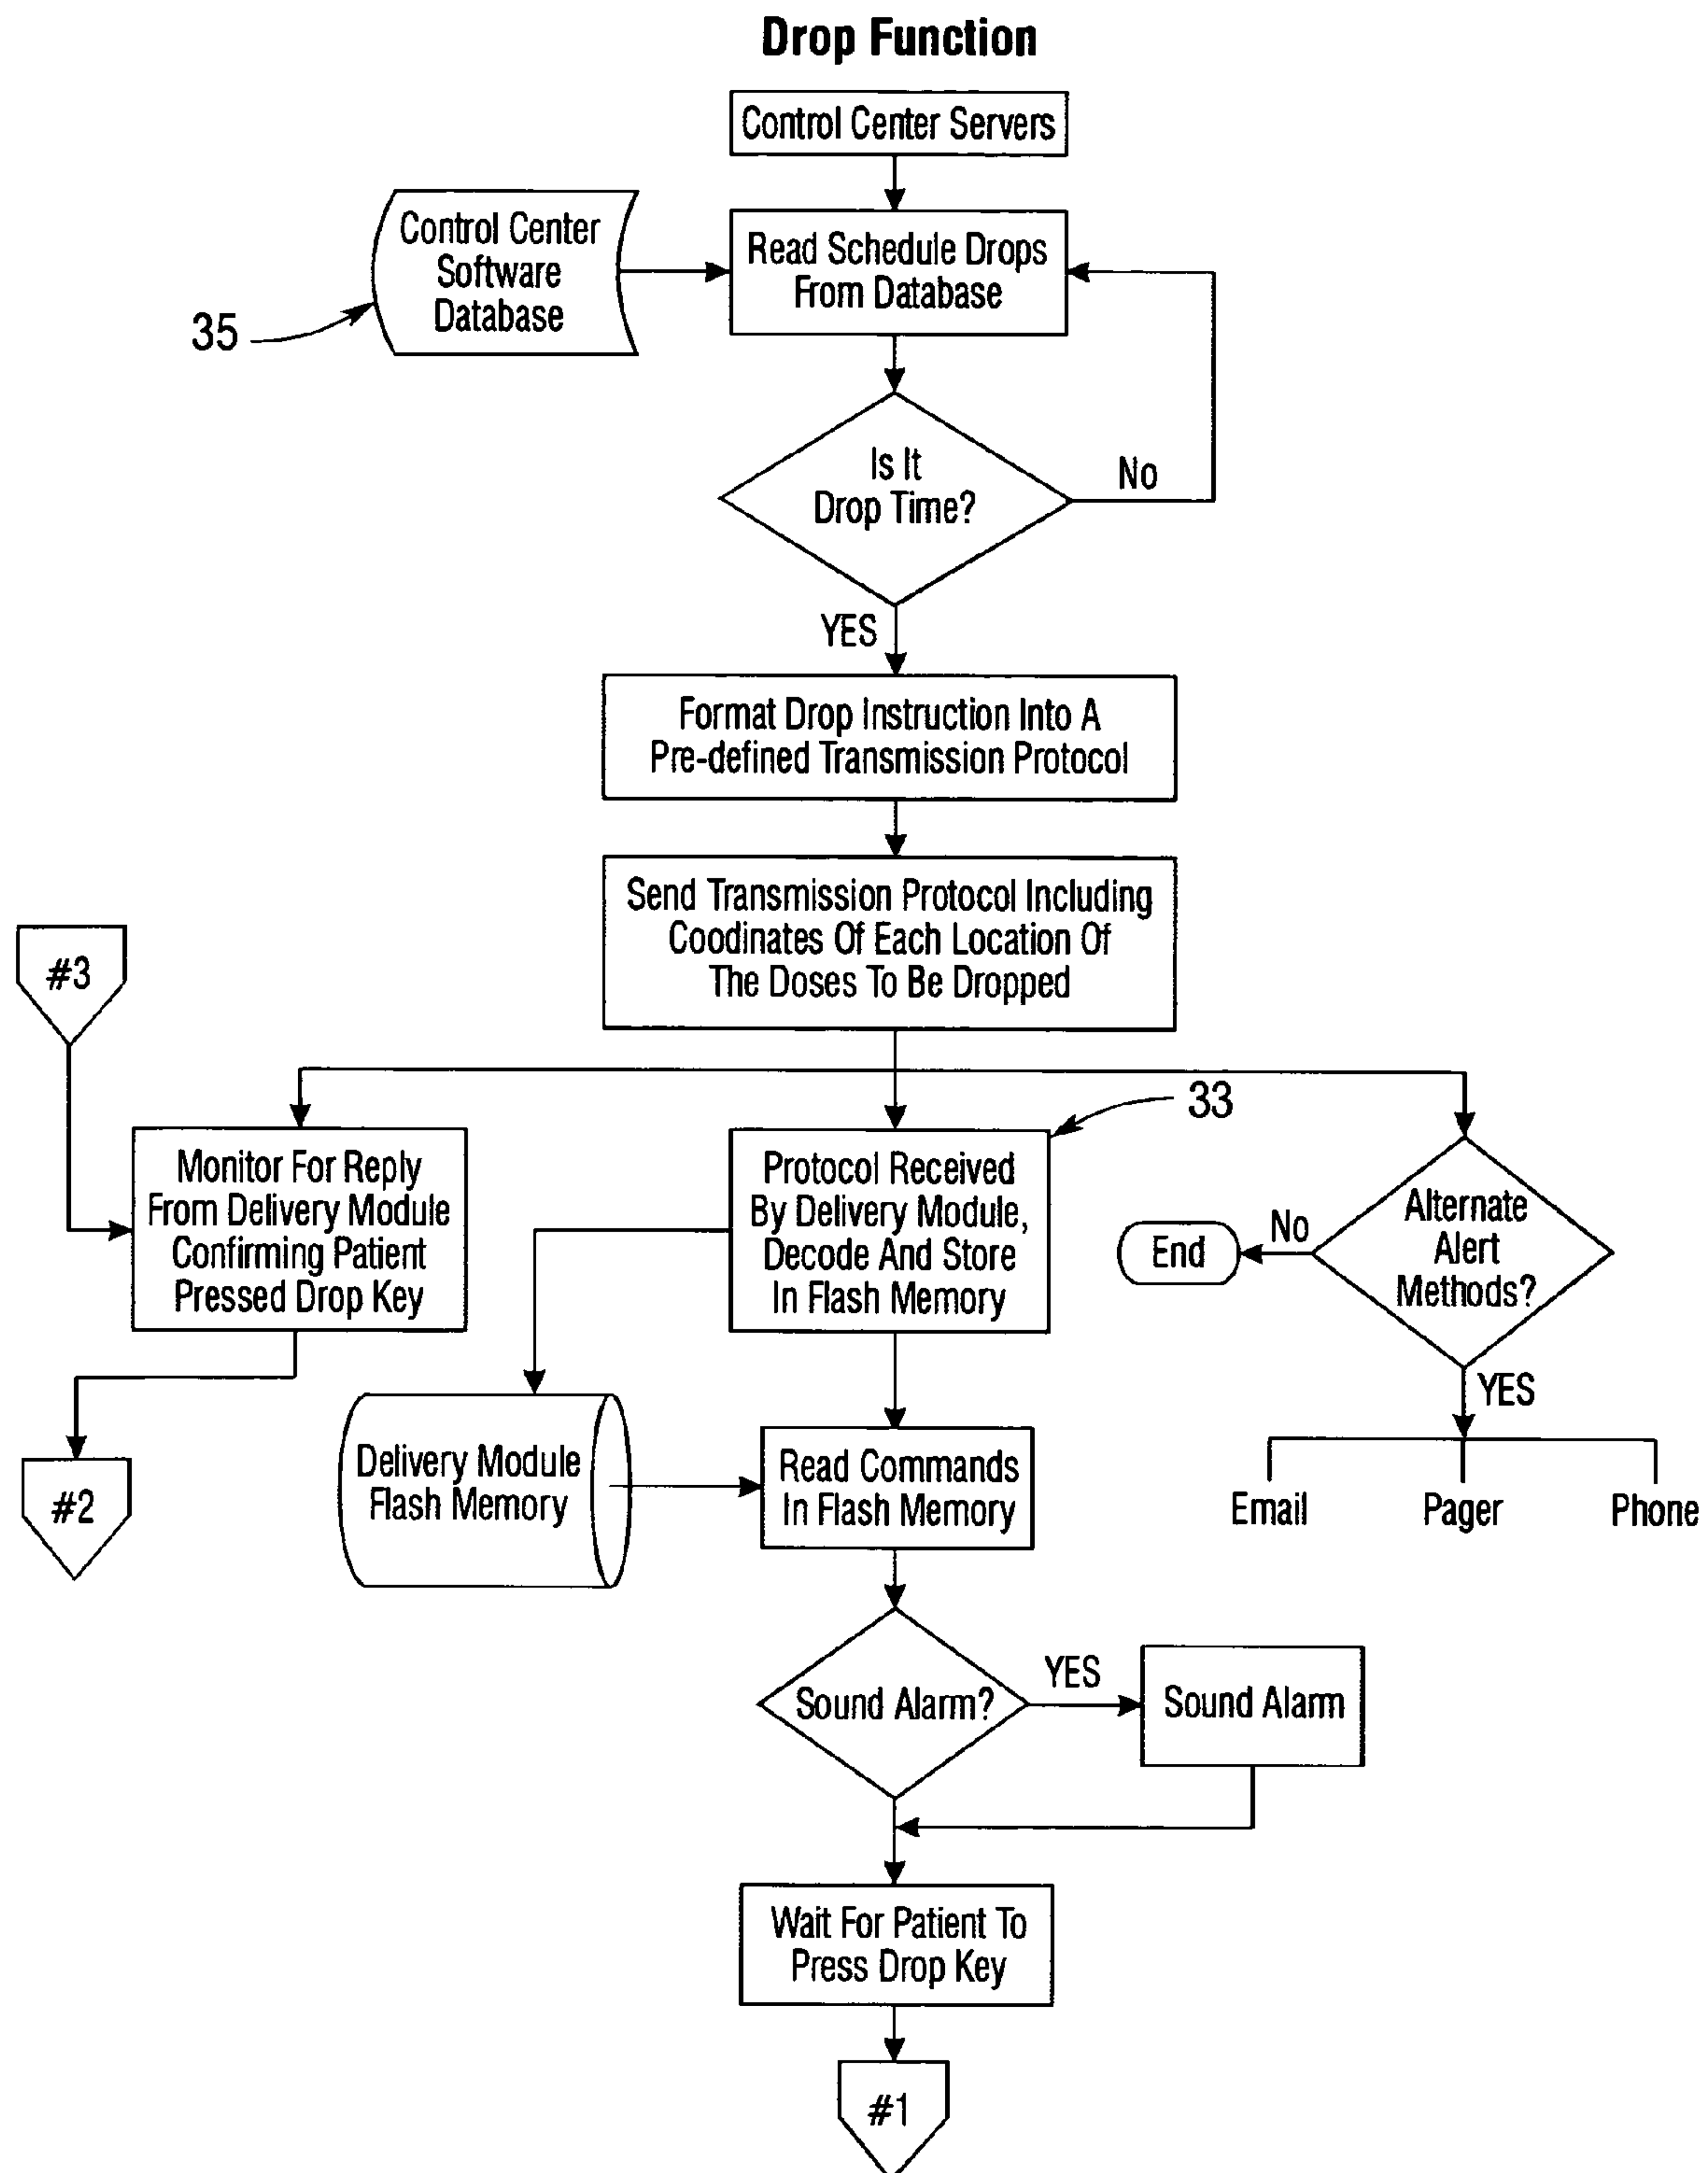 Drop Function
Control Center Servers
Control Center
Software
Database
35
Read Schedule Drops
From Database
Is It
Drop Time?
No
YES
Format Drop Instruction Into A
Pre-defined Transmission Protocol
Send Transmission Protocol Including
Coodinates Of Each Location Of
The Doses To Be Dropped
#3
33
Monitor For Reply
From Delivery Module
Confirming Patient
Pressed Drop Key
Protocol Received
By Delivery Module,
Decode And Store
In Flash Memory
End
No
Alternate
Alert
Methods?
YES
#2
Delivery Module
Flash Memory
Read Commands
In Flash Memory
Email
Pager
Phone
Sound Alarm?
YES
Sound Alarm
Wait For Patient To
Press Drop Key
#1